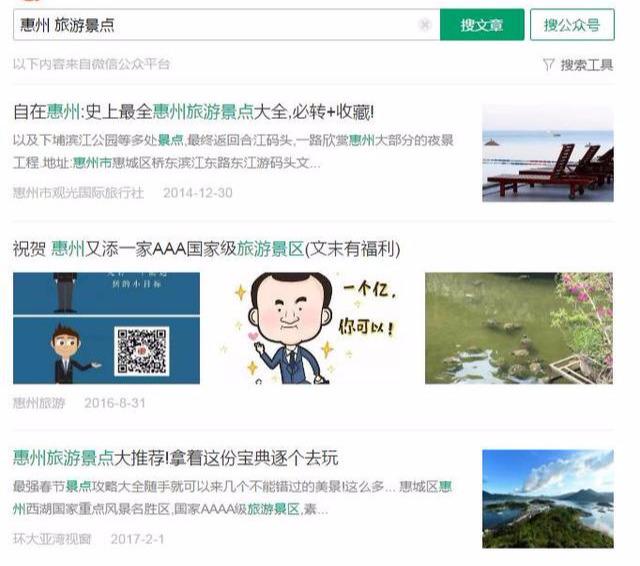 惠州 旅游景点
搜文章
搜公众号
以下内容来自微信公众平台
搜索工具
自在惠州:史上最全惠州旅游景点大全,必转+收藏!
以及下埔滨江公园等多处景点,最终返回合江码头,一路欣赏惠州大部分的夜景
工程.地址:惠州市惠城区桥东滨江东路东江游码头文...
惠州市观光国际旅行社 2014-12-30
祝贺 惠州又添一家AAA国家级旅游景区(文末有福利)
到的小目标
一个亿,
你可以!
惠州旅游 2016-8-31
惠州旅游景点大推荐!拿着这份宝典逐个去玩
最强春节景点攻略大全随手就可以来几个不能错过的美景!这么多... 惠城区惠
州西湖国家重点风景名胜区,国家AAAA级旅游景区,素...
环大亚湾视窗 2017-2-1